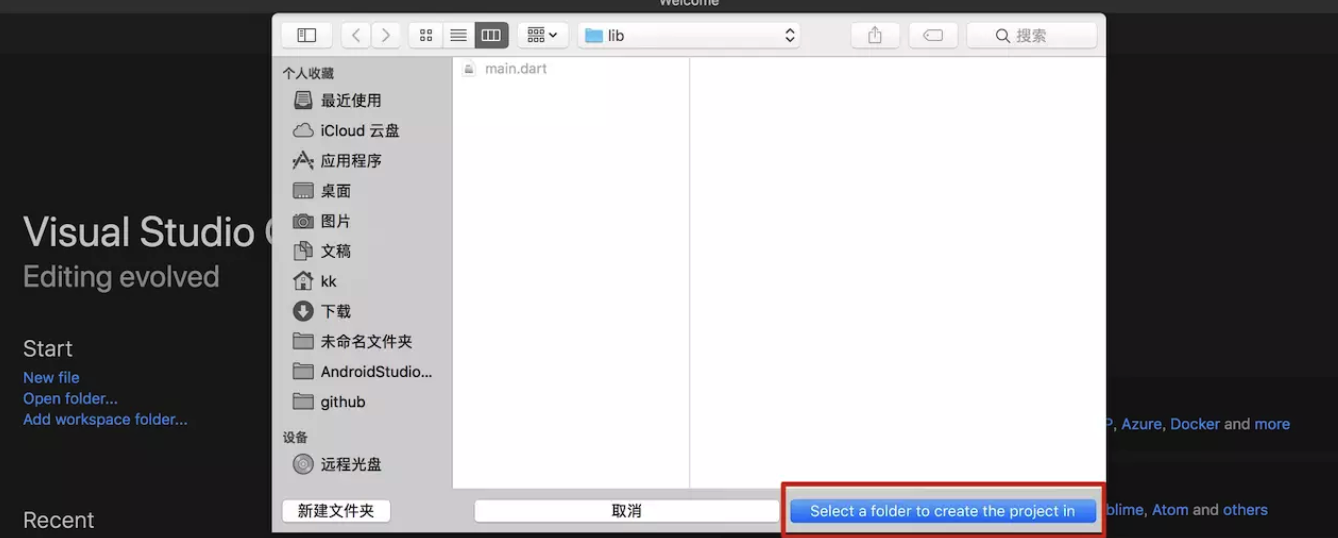 Welcome
lib
搜索
个人收藏
main.dart
最近使用
iCloud 云盘
应用程序
桌面
图片
文稿
kk
下载
未命名文件夹
AndroidStudio...
github
设备
远程光盘
新建文件夹
取消
Select a folder to create the project in
Visual Studio
Editing evolved
Start
New file
Open folder...
Add workspace folder...
Recent
P, Azure, Docker and more
blime, Atom and others